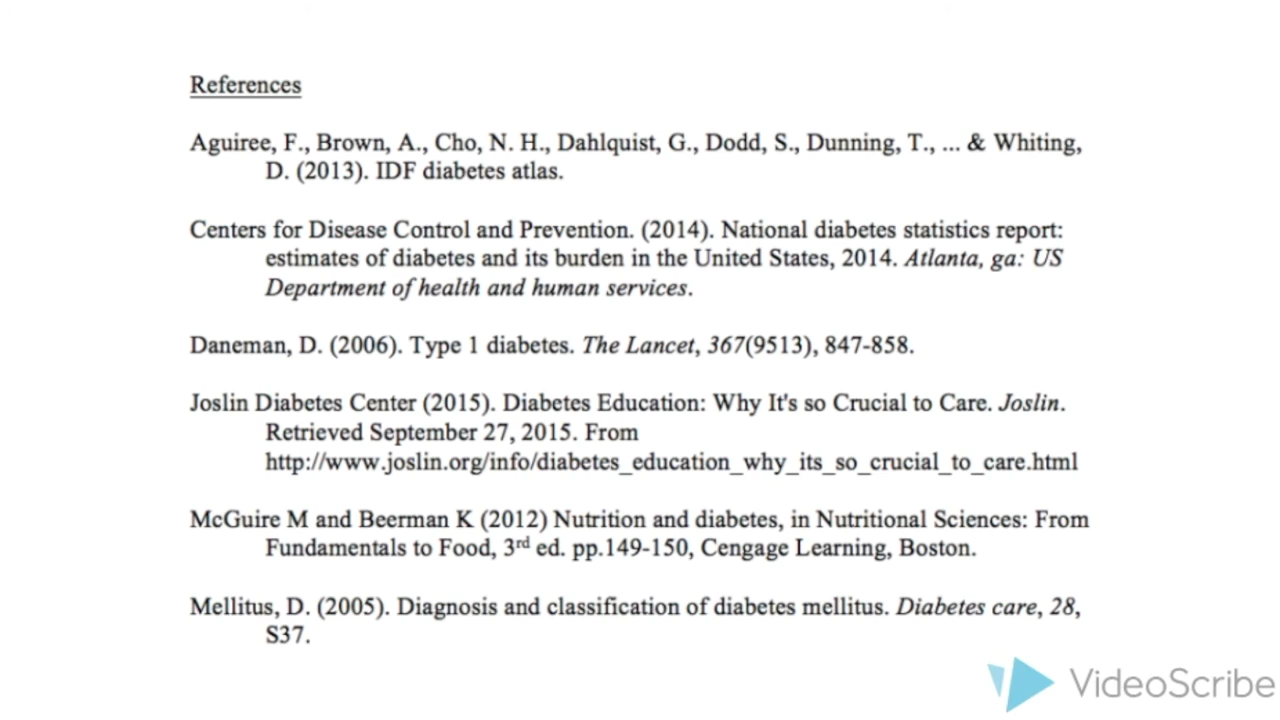 References
Aguiree, F., Brown, A., Cho, N. H., Dahlquist, G., Dodd, S., Dunning, T., ... & Whiting,
D. (2013). IDF diabetes atlas.
Centers for Disease Control and Prevention. (2014). National diabetes statistics report:
estimates of diabetes and its burden in the United States, 2014. Atlanta, ga: US
Department of health and human services.
Daneman, D. (2006). Type 1 diabetes. The Lancet, 367(9513), 847-858.
Joslin Diabetes Center (2015). Diabetes Education: Why It's so Crucial to Care. Joslin.
Retrieved September 27, 2015. From
http://www.joslin.org/info/diabetes_education_why_its_so_crucial_to_care.html
McGuire M and Beerman K (2012) Nutrition and diabetes, in Nutritional Sciences: From
Fundamentals to Food, 3rd ed. pp.149-150, Cengage Learning, Boston.
Mellitus, D. (2005). Diagnosis and classification of diabetes mellitus. Diabetes care, 28,
S37.
VideoScribe